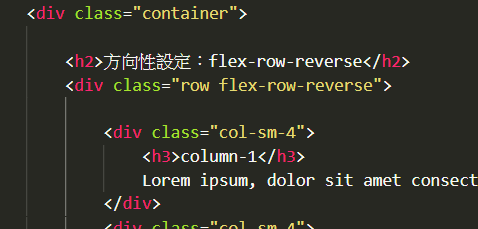 <div class="container">
<h2>方向性設定：flex-row-reverse</h2>
<div class="row flex-row-reverse">
<div class="col-sm-4">
<h3>column-1</h3>
Lorem ipsum, dolor sit amet consect
</div>
<div class="col-sm-4">